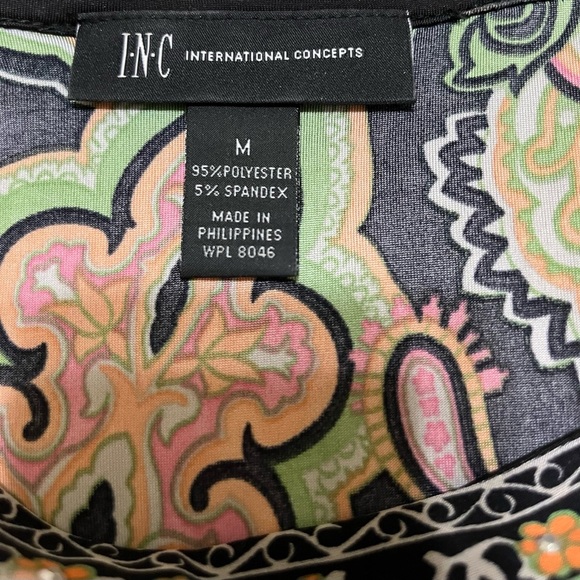 I·N·C INTERNATIONAL CONCEPTS
M
95%POLYESTER
5% SPANDEX
MADE IN
PHILIPPINES
WPL 8046